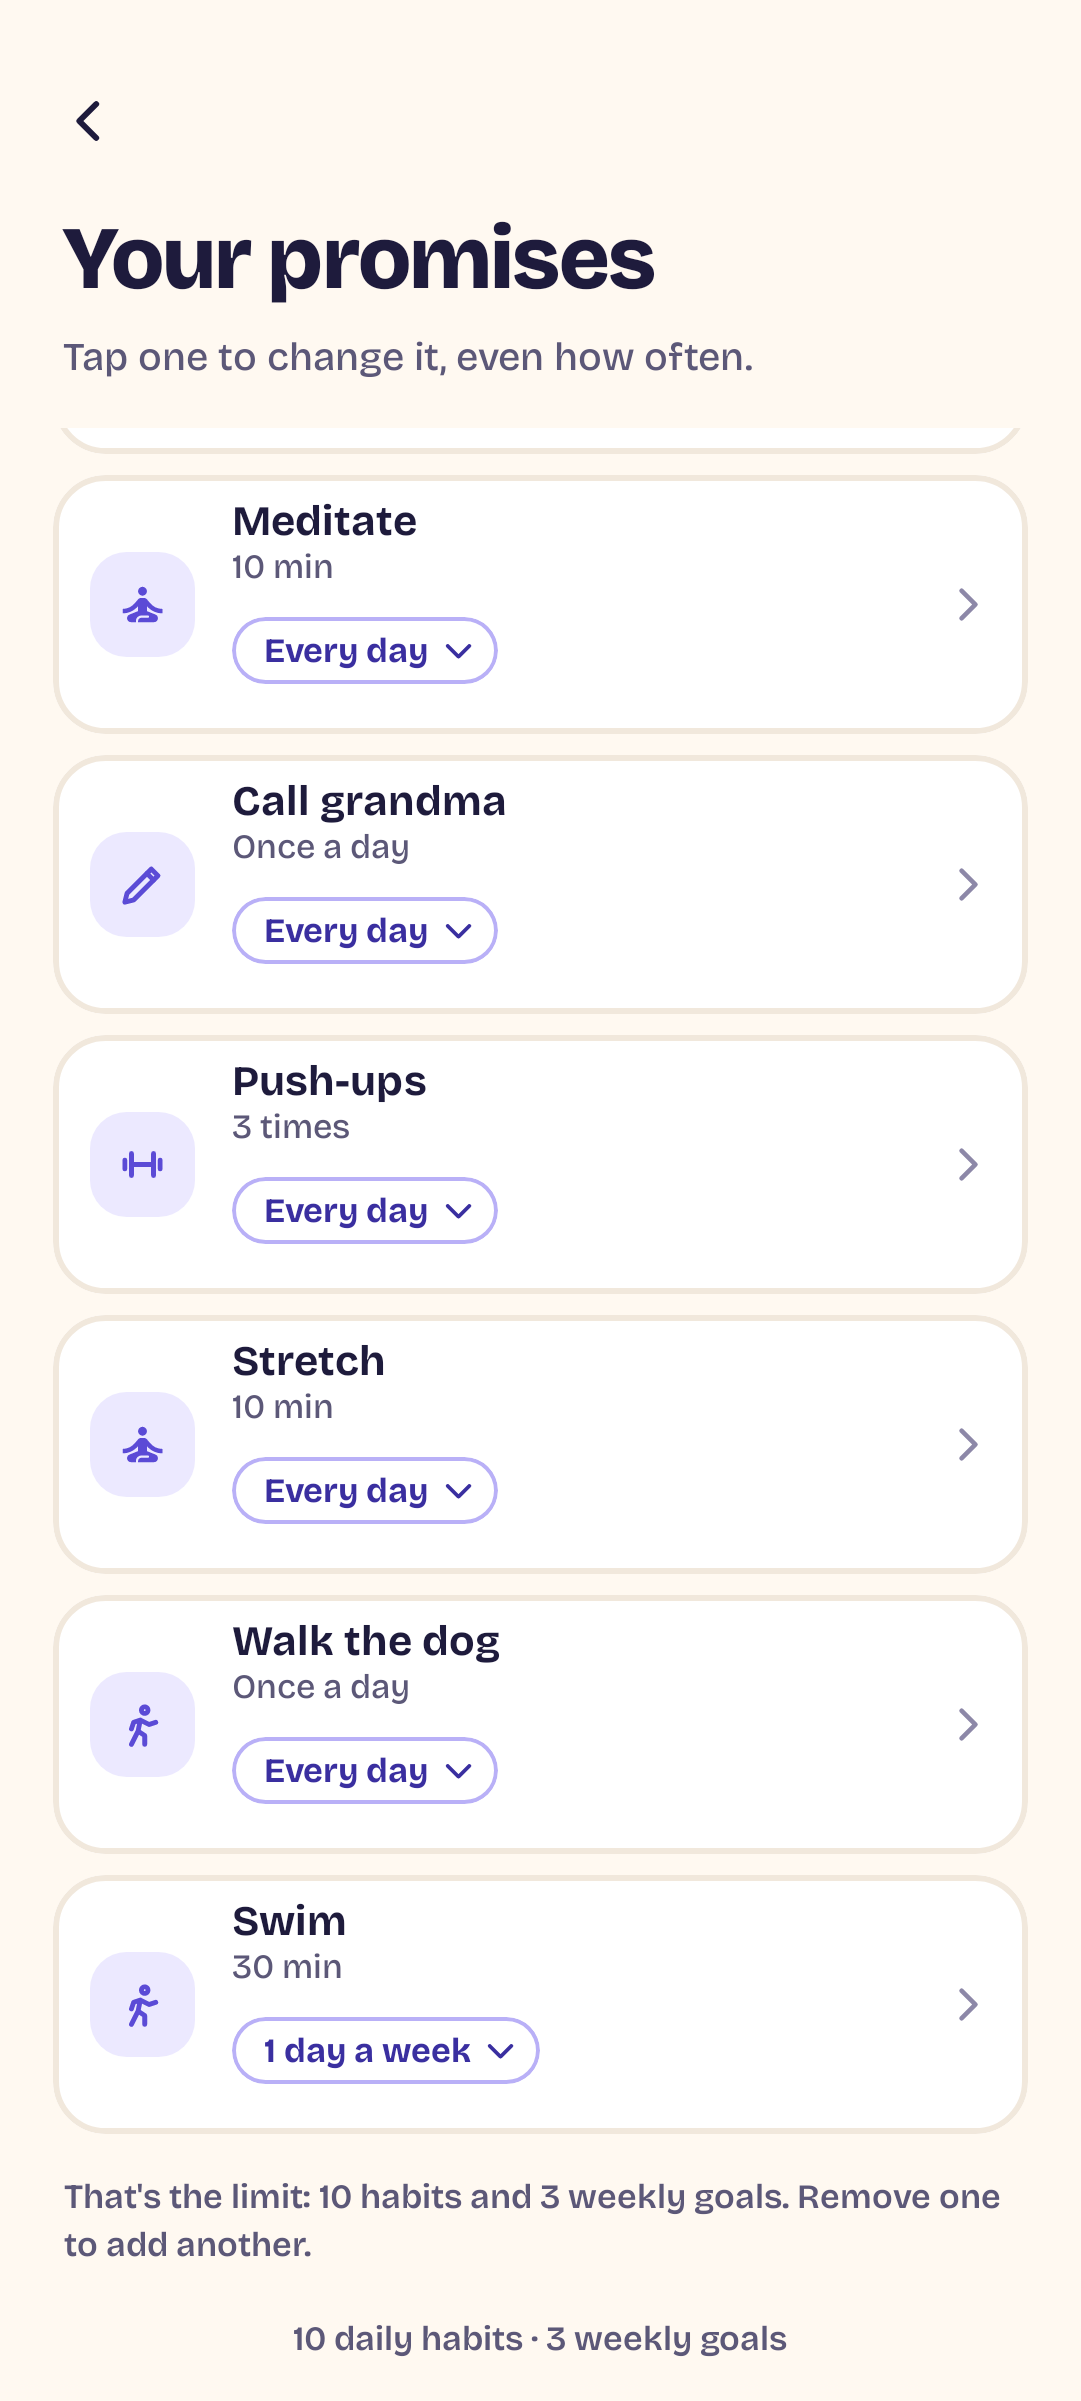 Your promises
Tap one to change it, even how often.
Meditate
10 min
Every day
Call grandma
Once a day
Every day
Push-ups
3 times
Every day
Stretch
10 min
Every day
Walk the dog
Once a day
Every day
Swim
30 min
1 day a week
That's the limit: 10 habits and 3 weekly goals. Remove one
to add another.
10 daily habits · 3 weekly goals